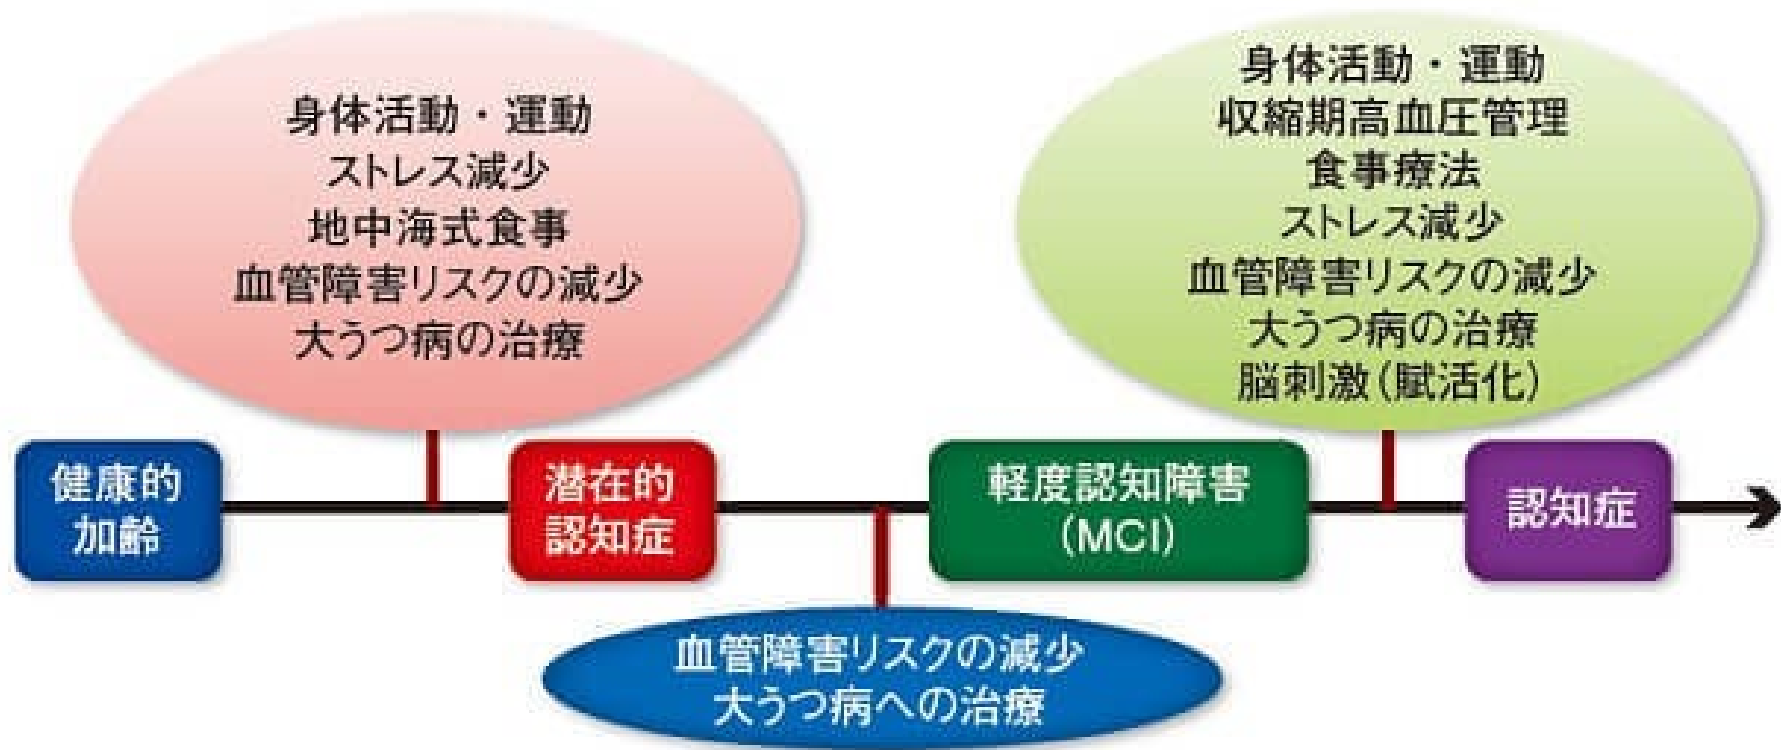 身体活動・運動
ストレス減少
地中海式食事
血管障害リスクの減少
大うつ病の治療
身体活動・運動
収縮期高血圧管理
食事療法
ストレス減少
血管障害リスクの減少
大うつ病の治療
脳刺激(賦活化)
健康的
加齢
潜在的
認知症
軽度認知障害
(MCI)
認知症
血管障害リスクの減少
大うつ病への治療